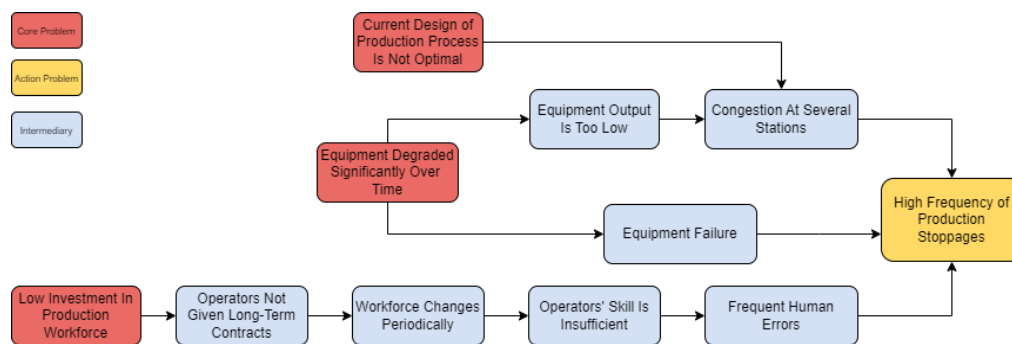 Core Problem
Action Problem
Intermediary
Current Design of
Production Process
Is Not Optimal
Equipment Output
Is Too Low
Congestion At Several
Stations
Equipment Degraded
Significantly Over
Time
High Frequency of
Production
Stoppages
Equipment Failure
Low Investment In
Production
Workforce
Operators Not
Given Long-Term
Contracts
Workforce Changes
Periodically
Operators' Skill Is
Insufficient
Frequent Human
Errors